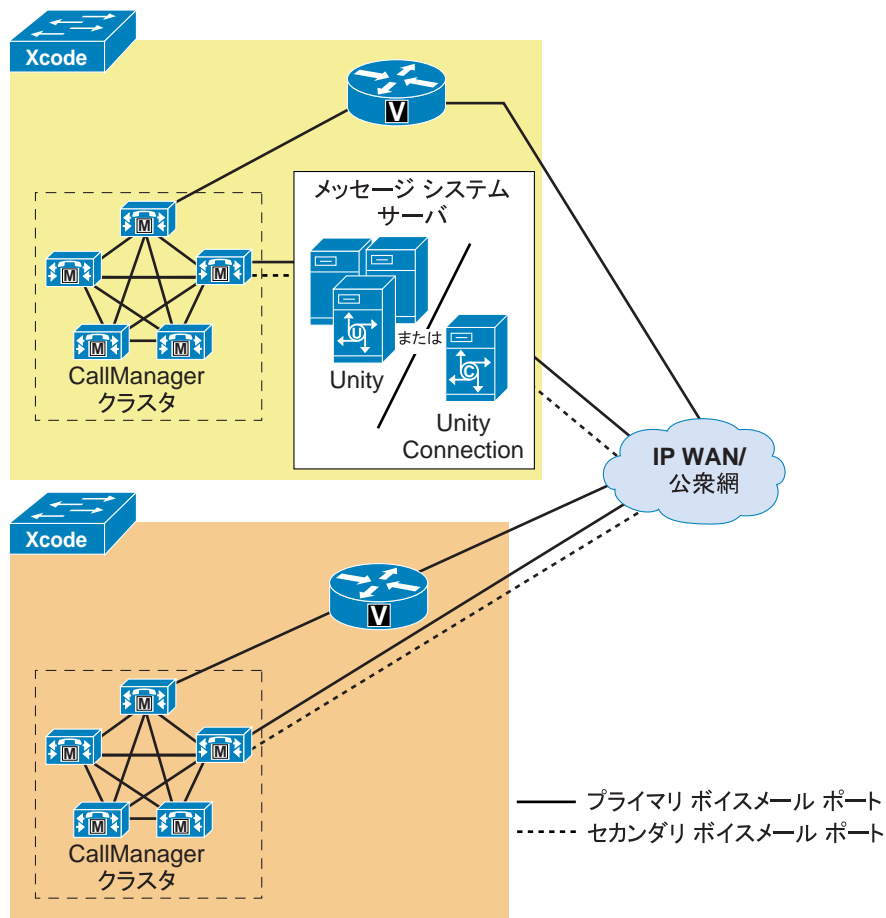 Xcode
V
メッセージ システム
サーバ
M
M
M
M
M
U
または
C
CallManager
クラスタ
Unity
Unity
Connection
IP WAN/
公衆網
Xcode
V
M
M
M
M
M
CallManager
クラスタ
プライマリ ボイスメール ポート
セカンダリ ボイスメール ポート